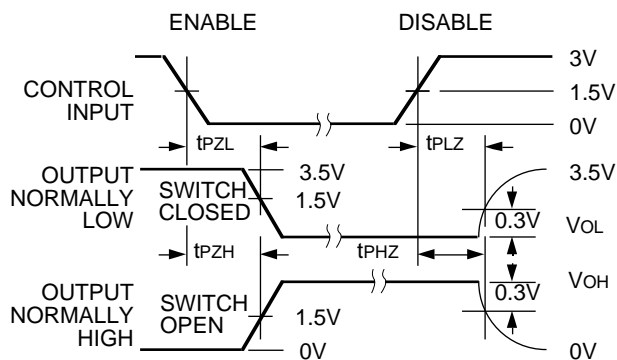 ENABLE DISABLE
3V
CONTROL
INPUT
1.5V
0V
tPZL tPLZ
OUTPUT
NORMALLY
LOW
SWITCH
CLOSED
3.5V
1.5V
3.5V
0.3V
VOL
tPZH tPHZ
OUTPUT
NORMALLY
HIGH
SWITCH
OPEN
1.5V
0V
0.3V
VOH
0V